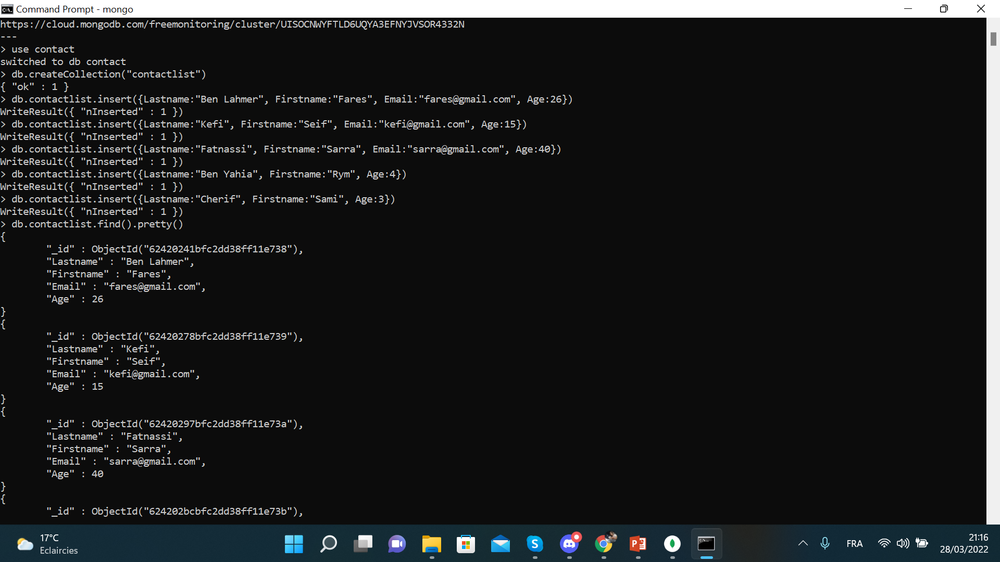 Command Prompt - mongo
https://cloud.mongodb.com/freemonitoring/cluster/UISOCNWYFTLD6UQYA3EFNYJVSOR4332N
---
> use contact
switched to db contact
> db.createCollection("contactlist")
{ "ok" : 1 }
> db.contactlist.insert({Lastname:"Ben Lahmer", Firstname:"Fares", Email:"fares@gmail.com", Age:26})
WriteResult({ "nInserted" : 1 })
> db.contactlist.insert({Lastname:"Kefi", Firstname:"Seif", Email:"kefi@gmail.com", Age:15})
WriteResult({ "nInserted" : 1 })
> db.contactlist.insert({Lastname:"Fatnassi", Firstname:"Sarra", Email:"sarra@gmail.com", Age:40})
WriteResult({ "nInserted" : 1 })
> db.contactlist.insert({Lastname:"Ben Yahia", Firstname:"Rym", Age:4})
WriteResult({ "nInserted" : 1 })
> db.contactlist.insert({Lastname:"Cherif", Firstname:"Sami", Age:3})
WriteResult({ "nInserted" : 1 })
> db.contactlist.find().pretty()
{
"_id" : ObjectId("62420241bfc2dd38ff11e738"),
"Lastname" : "Ben Lahmer",
"Firstname" : "Fares",
"Email" : "fares@gmail.com",
"Age" : 26
}
{
"_id" : ObjectId("62420278bfc2dd38ff11e739"),
"Lastname" : "Kefi",
"Firstname" : "Seif",
"Email" : "kefi@gmail.com",
"Age" : 15
}
{
"_id" : ObjectId("62420297bfc2dd38ff11e73a"),
"Lastname" : "Fatnassi",
"Firstname" : "Sarra",
"Email" : "sarra@gmail.com",
"Age" : 40
}
{
"_id" : ObjectId("624202bcbfc2dd38ff11e73b"),
17°C
Eclaircies
FRA
21:16
28/03/2022